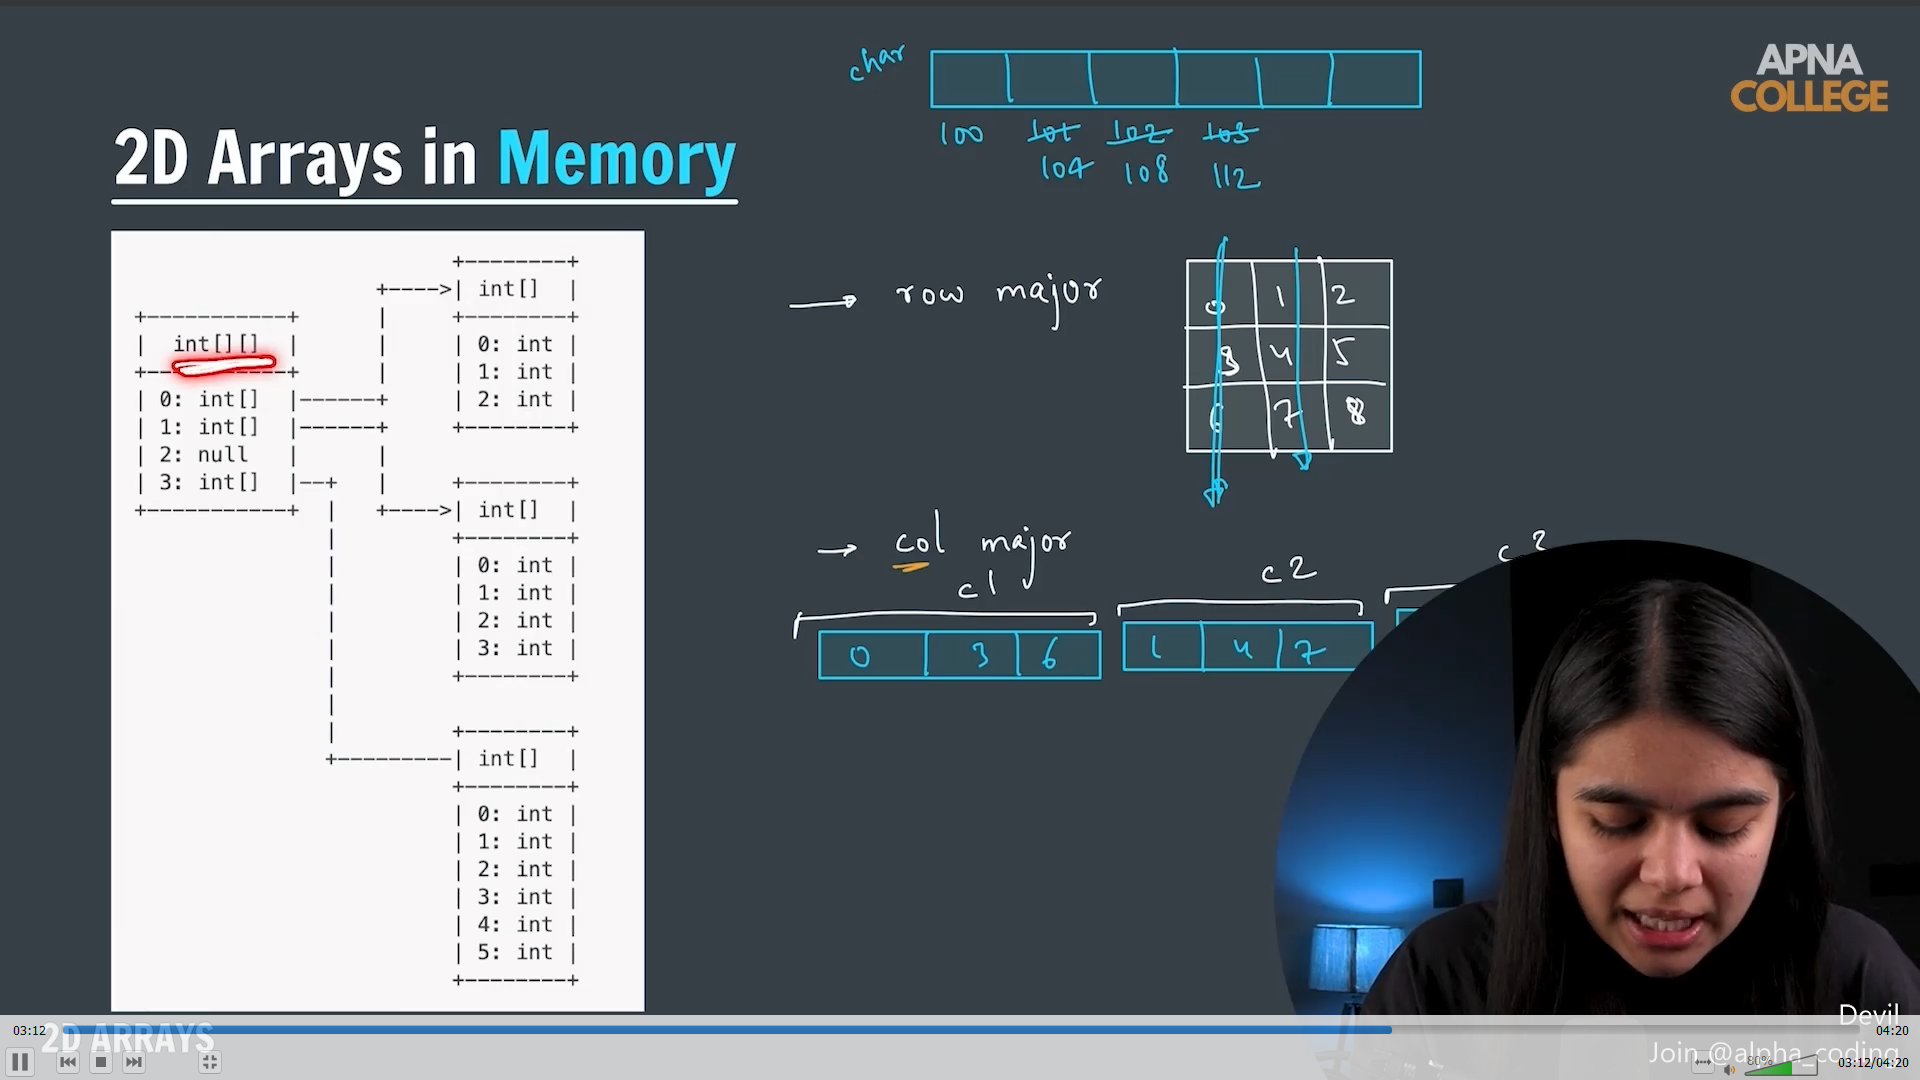 char
APNA
COLLEGE
100 101 102 103
104 108 112
2D Arrays in Memory
+--------+
+---->| int[] |
+-----------+ | +--------+
| int[][] | | | 0: int |
+-----------+ | | 1: int |
| 0: int[] |------+ | 2: int |
| 1: int[] |------+ +--------+
| 2: null | |
| 3: int[] |--+ | +--------+
+-----------+ | +---->| int[] |
| +--------+
| | 0: int |
| | 1: int |
| | 2: int |
| | 3: int |
| +--------+
|
| +--------+
+---------| int[] |
+--------+
| 0: int |
| 1: int |
| 2: int |
| 3: int |
| 4: int |
| 5: int |
+--------+
→ row major
0 1 2
3 4 5
6 7 8
→ col major
c1 c2
0 3 6 1 4 7
Devil
03:12 2D ARRAYS 04:20
Join @alpha_coding
80%
03:12/04:20